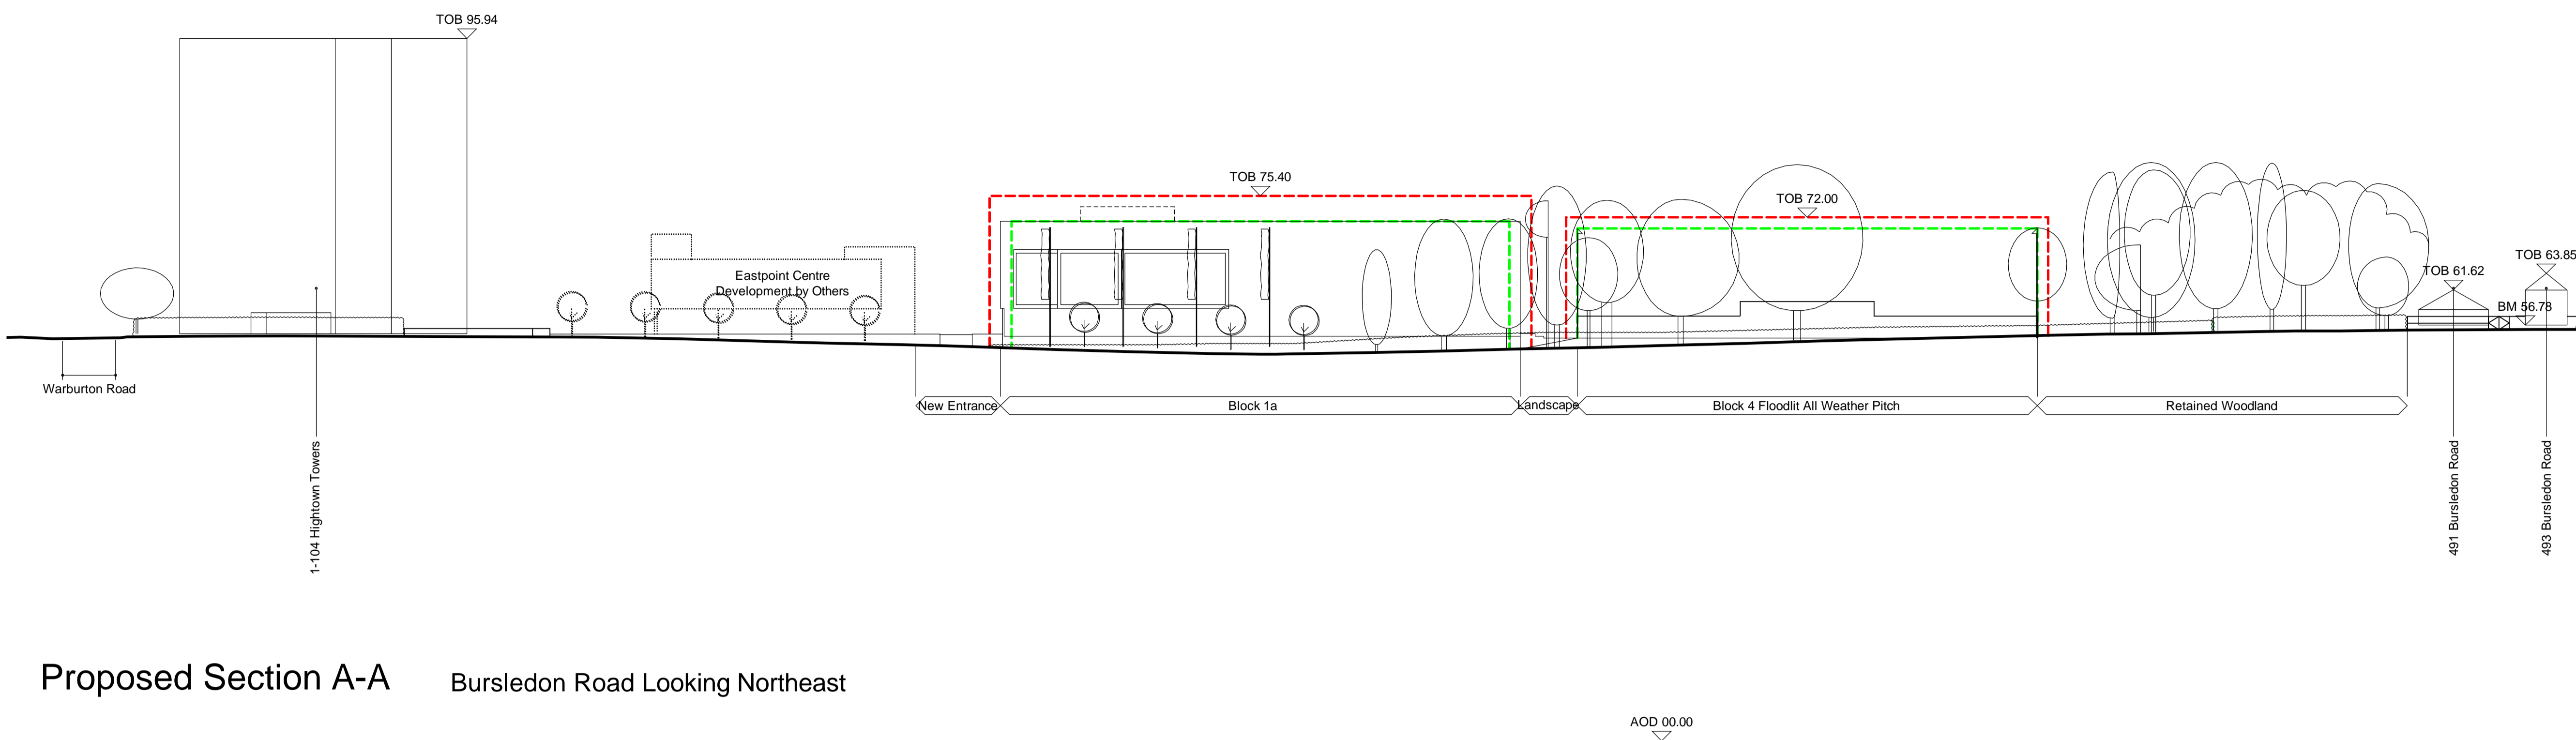 TOB 95.94
TOB 75.40
TOB 72.00
TOB 63.85
TOB 61.62
BM 56.78
Eastpoint Centre
Development by Others
Warburton Road
New Entrance
Block 1a
Landscape
Block 4 Floodlit All Weather Pitch
Retained Woodland
1-104 Hightown Towers
491 Bursledon Road
493 Bursledon Road
Proposed Section A-A
Bursledon Road Looking Northeast
AOD 00.00